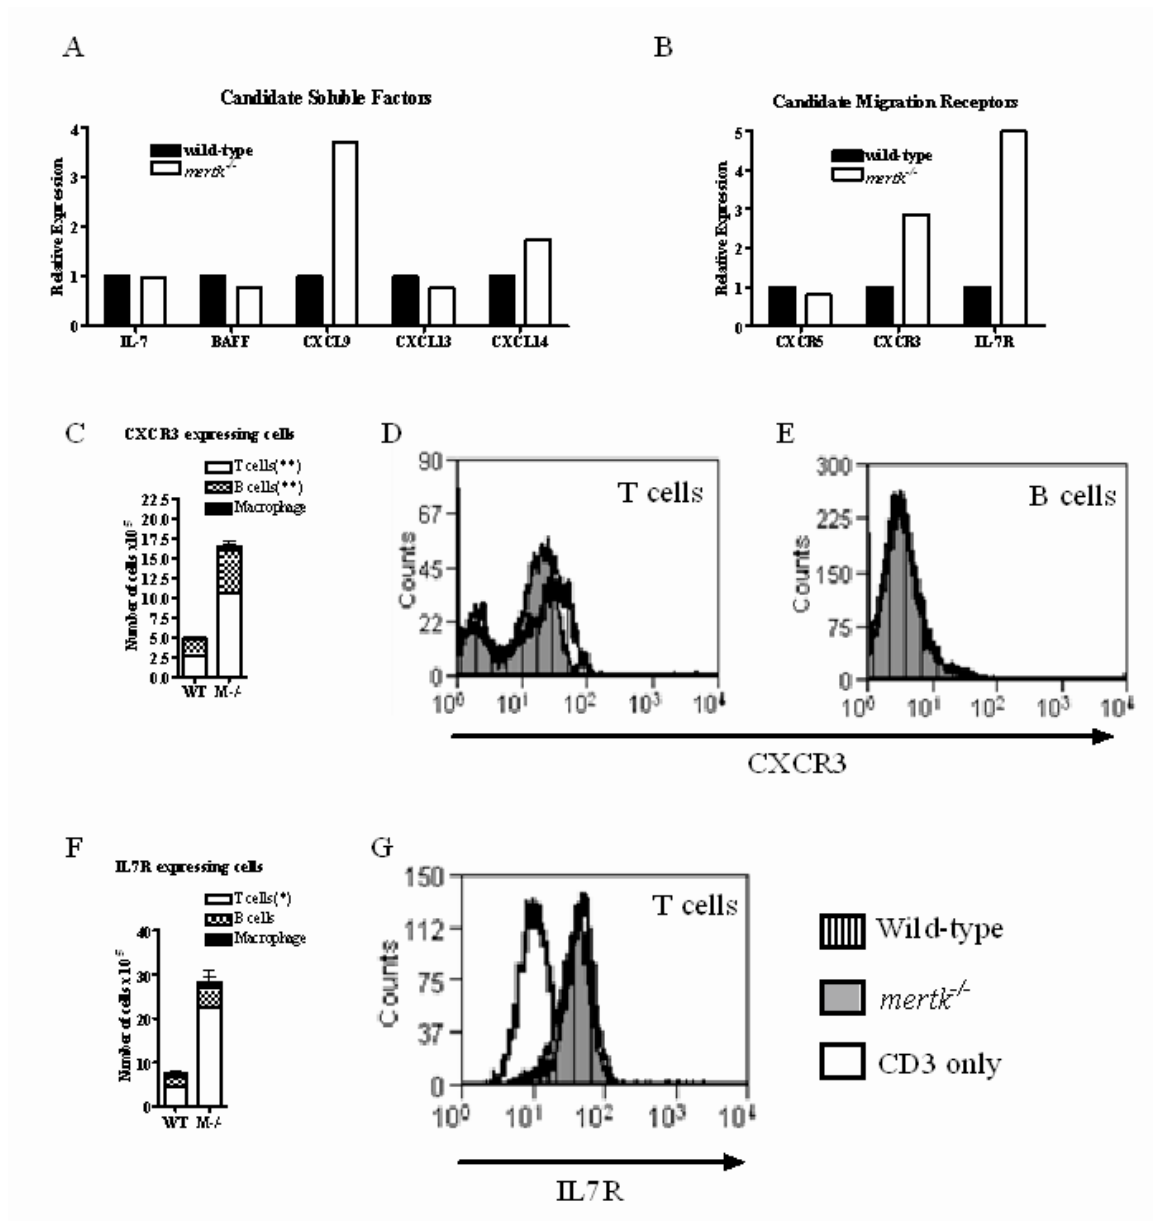 A
Candidate Soluble Factors
wild-type
mertk-/-
Relative Expression
4
3
2
1
0
IL-7 BAFF CXCL9 CXCL13 CXCL14
B
Candidate Migration Receptors
wild-type
mertk-/-
Relative Expression
5
4
3
2
1
0
CXCR5 CXCR3 IL-7R
C
CXCR3 expressing cells
T cells(**)
B cells(**)
Macrophage
Number of cells x10^5
22.5
20.0
17.5
15.0
12.5
10.0
7.5
5.0
2.5
0.0
WT M-/-
D
T cells
Counts
90
67
45
22
0
10^0 10^1 10^2 10^3 10^4
E
B cells
Counts
300
225
150
75
0
10^0 10^1 10^2 10^3 10^4
CXCR3
F
IL7R expressing cells
T cells(*)
B cells
Macrophage
Number of cells x10^5
40
30
20
10
0
WT M-/-
G
T cells
Counts
150
112
75
37
0
10^0 10^1 10^2 10^3 10^4
IL7R
Wild-type
mertk-/-
CD3 only